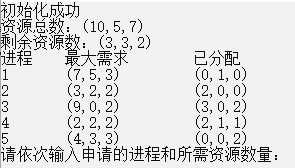 初始化成功
资源总数：(10,5,7)
剩余资源数：(3,3,2)
进程 最大需求 已分配
1 (7,5,3) (0,1,0)
2 (3,2,2) (2,0,0)
3 (9,0,2) (3,0,2)
4 (2,2,2) (2,1,1)
5 (4,3,3) (0,0,2)
请依次输入申请的进程和所需资源数量：